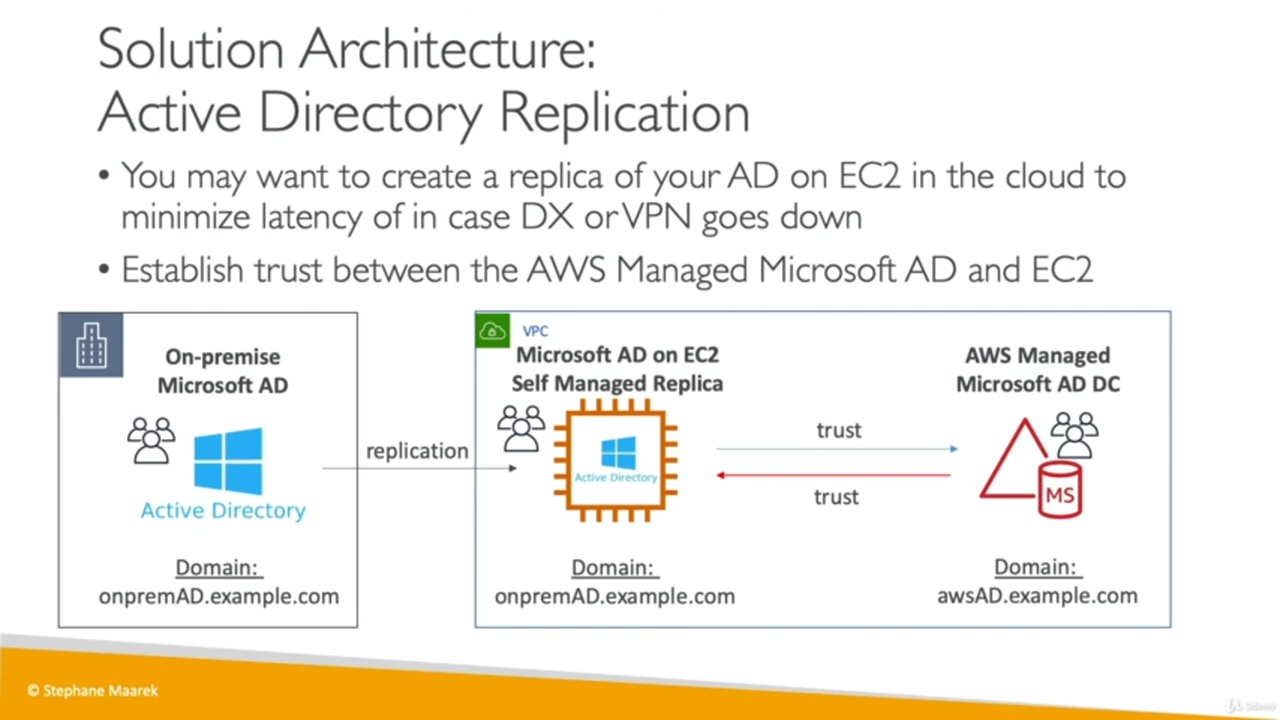 Solution Architecture:
Active Directory Replication
• You may want to create a replica of your AD on EC2 in the cloud to
minimize latency of in case DX or VPN goes down
• Establish trust between the AWS Managed Microsoft AD and EC2
On-premise
Microsoft AD
Active Directory
Domain:
onpremAD.example.com
replication
VPC
Microsoft AD on EC2
Self Managed Replica
Active Directory
Domain:
onpremAD.example.com
trust
trust
AWS Managed
Microsoft AD DC
MS
Domain:
awsAD.example.com
© Stephane Maarek
Udemy